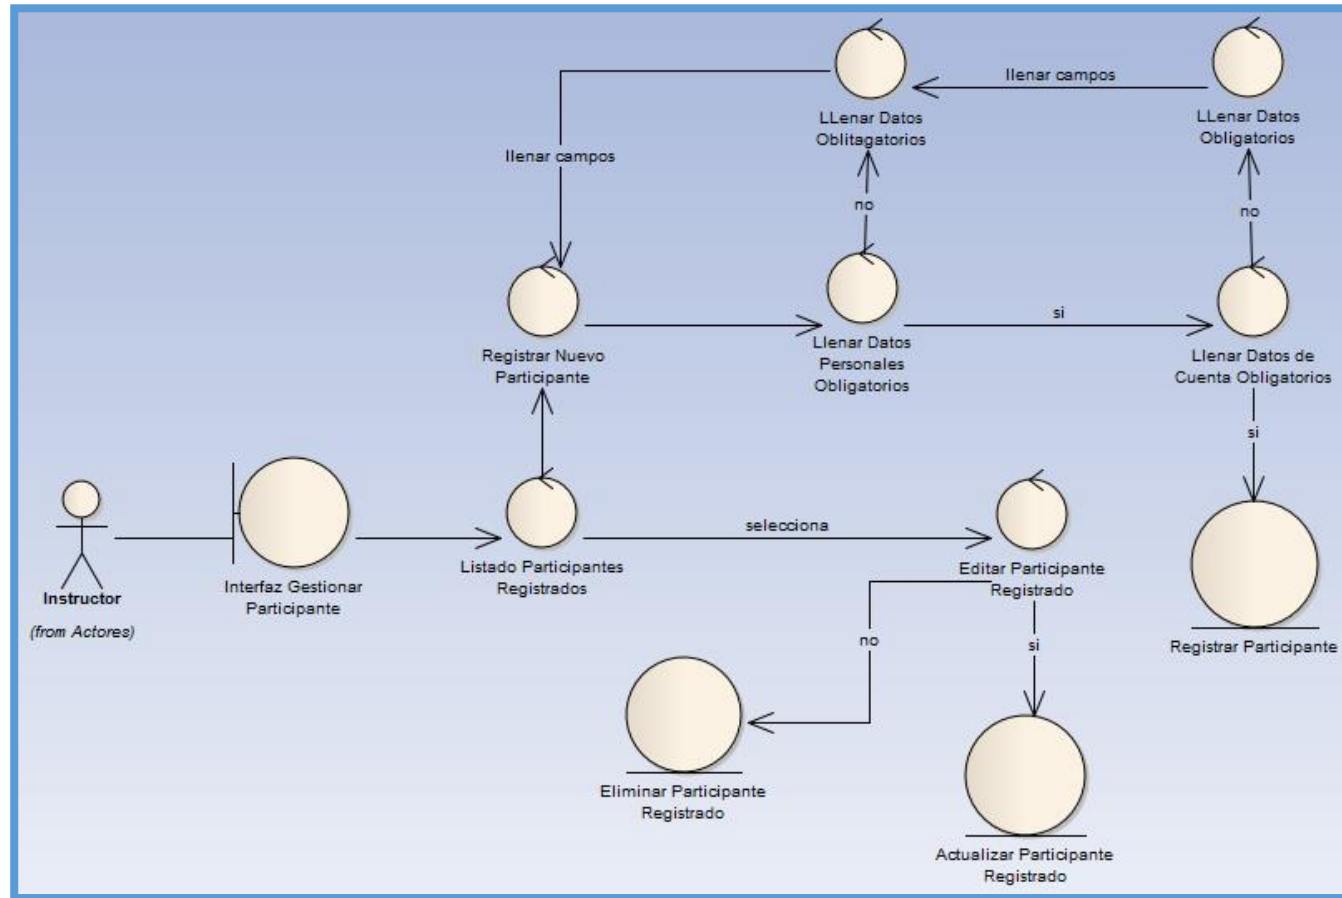 llenar campos
LLenar Datos
Oblitagatorios
LLenar Datos
Obligatorios
llenar campos
no
no
Registrar Nuevo
Participante
Llenar Datos
Personales
Obligatorios
si
Llenar Datos de
Cuenta Obligatorios
si
Instructor
(from Actores)
Interfaz Gestionar
Participante
Listado Participantes
Registrados
selecciona
Editar Participante
Registrado
no
si
Registrar Participante
Eliminar Participante
Registrado
Actualizar Participante
Registrado